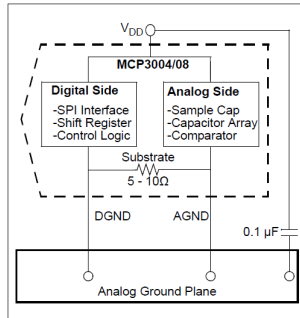 VDD
MCP3004/08
Digital Side
-SPI Interface
-Shift Register
-Control Logic
Analog Side
-Sample Cap
-Capacitor Array
-Comparator
Substrate
5 - 10Ω
DGND
AGND
0.1 µF
Analog Ground Plane